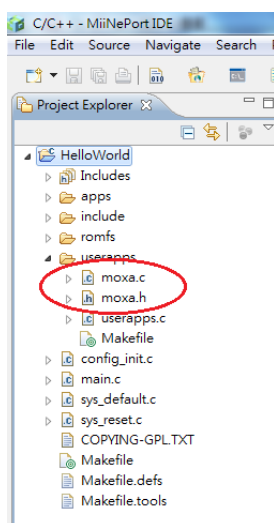 C/C++ - MiiNePort IDE
File Edit Source Navigate Search
Project Explorer
HelloWorld
Includes
apps
include
romfs
userapps
moxa.c
moxa.h
userapps.c
Makefile
config_init.c
main.c
sys_default.c
sys_reset.c
COPYING-GPL.TXT
Makefile
Makefile.defs
Makefile.tools